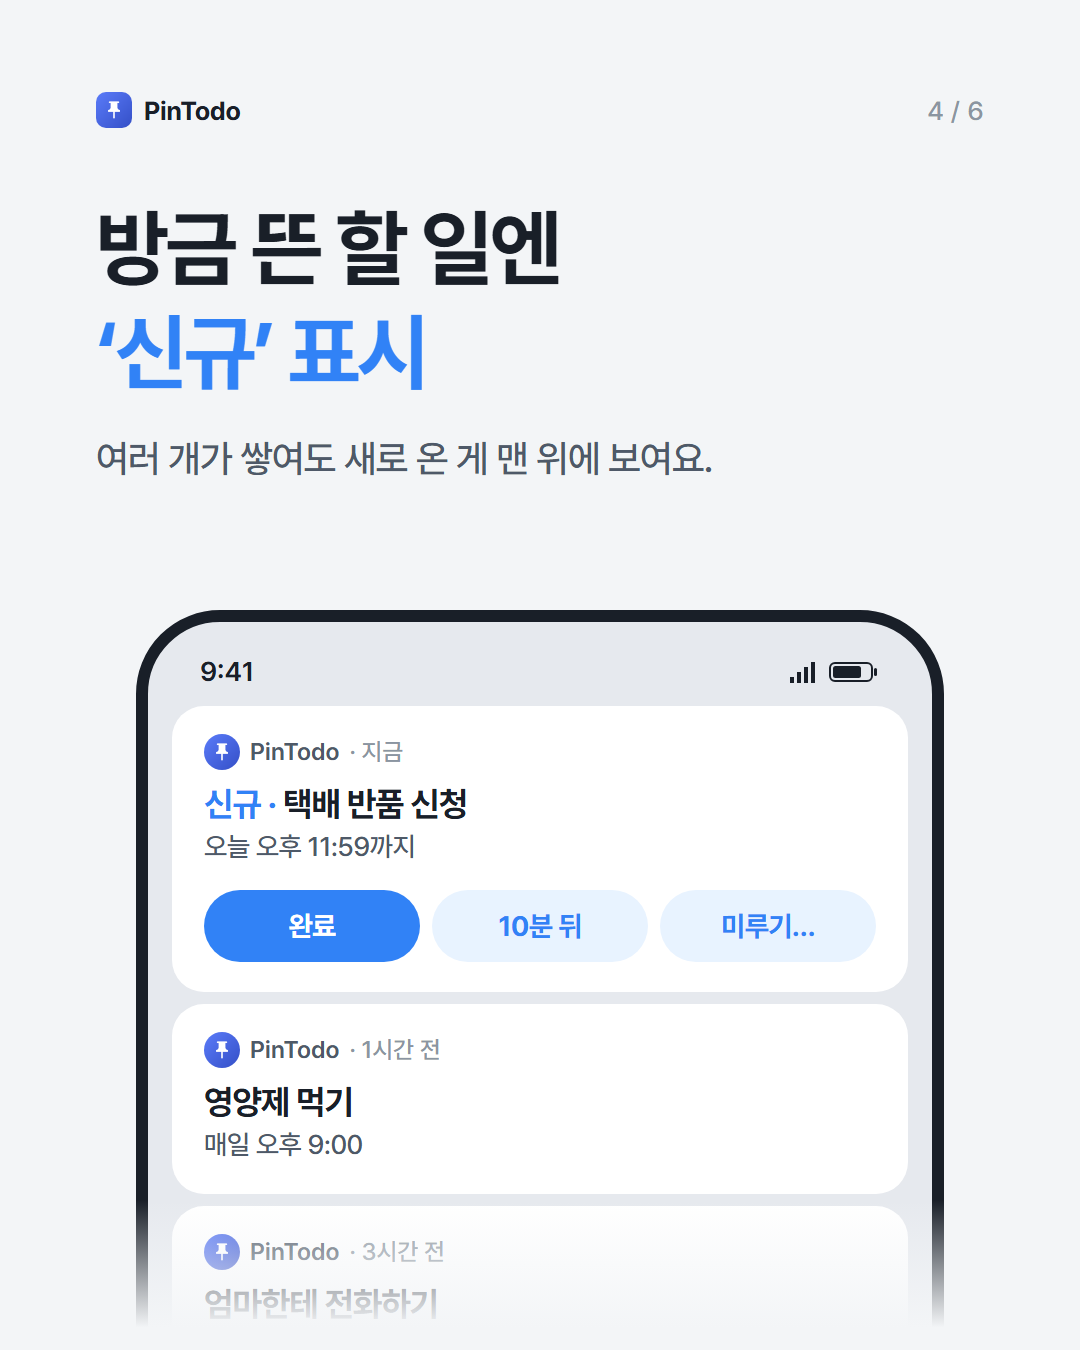 PinTodo
4 / 6
방금 뜬 할 일엔
‘신규’ 표시
여러 개가 쌓여도 새로 온 게 맨 위에 보여요.
9:41
PinTodo · 지금
신규 · 택배 반품 신청
오늘 오후 11:59까지
완료
10분 뒤
미루기...
PinTodo · 1시간 전
영양제 먹기
매일 오후 9:00
PinTodo · 3시간 전
엄마한테 전화하기